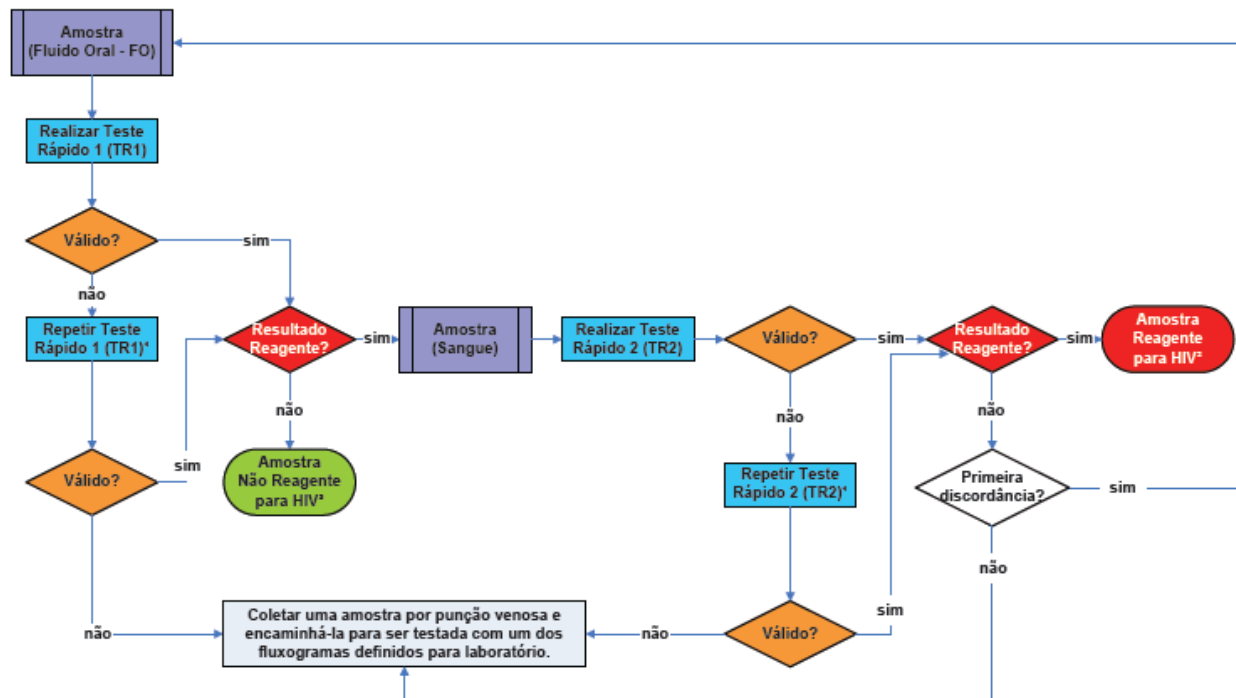 Amostra
(Fluido Oral - FO)
Realizar Teste
Rápido 1 (TR1)
Válido?
sim
não
Repetir Teste
Rápido 1 (TR1)¹
Válido?
sim
não
Resultado
Reagente?
sim
não
Amostra
Não Reagente
para HIV²
Amostra
(Sangue)
Realizar Teste
Rápido 2 (TR2)
Válido?
sim
não
Repetir Teste
Rápido 2 (TR2)¹
Válido?
sim
não
Resultado
Reagente?
sim
não
Amostra
Reagente
para HIV³
Primeira
discordância?
sim
não
Coletar uma amostra por punção venosa e
encaminhá-la para ser testada com um dos
fluxogramas definidos para laboratório.